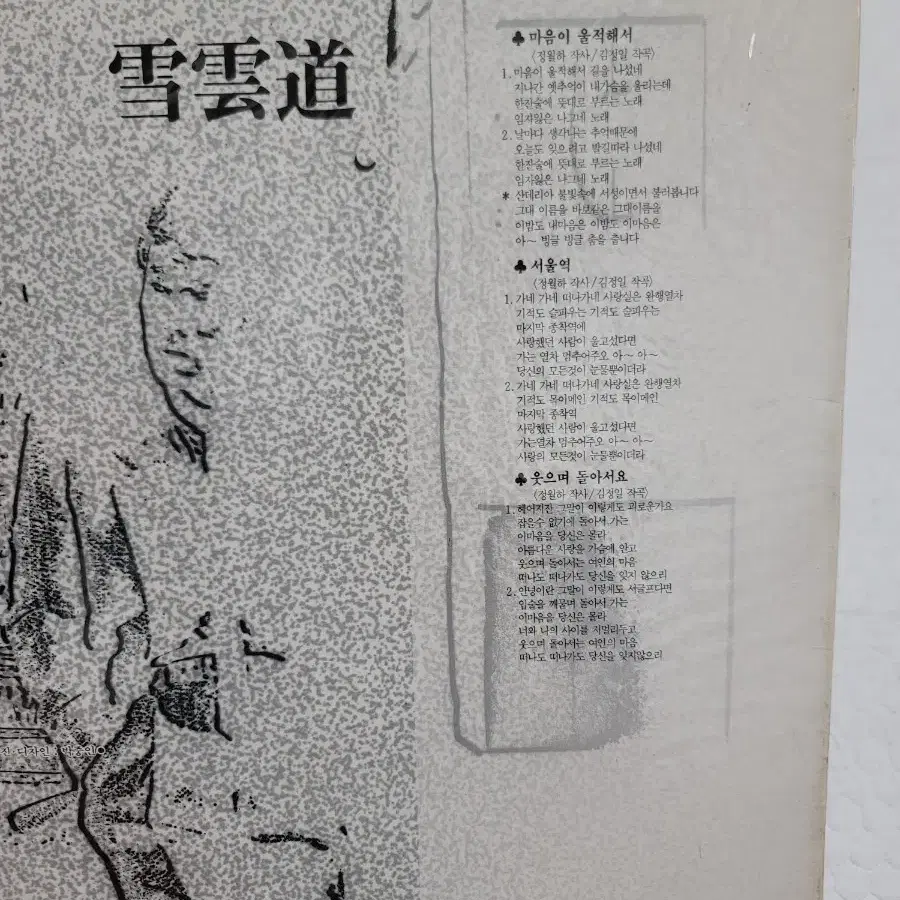 雪雲道
♣ 마음이 울적해서
(정월하 작사/김정일 작곡)
1. 마음이 울적해서 길을 나섰네
지나간 옛추억이 내가슴을 울리는데
한잔술에 뜻대로 부르는 노래
임자잃은 나그네 노래
2. 날마다 생각나는 추억때문에
오늘도 잊으려고 발길따라 나섰네
한잔술에 뜻대로 부르는 노래
임자잃은 나그네 노래
* 산데리아 불빛속에 서성이면서 불러봅니다
그대 이름을 바보같은 그대이름을
이밤도 내마음은 이밤도 이마음은
아~ 빙글 빙글 춤을 춥니다
♣ 서울역
(정월하 작사/김정일 작곡)
1. 가네 가네 떠나가네 사랑실은 완행열차
기적도 슬피우는 기적도 슬피우는
마지막 종착역에
사랑했던 사람이 울고섰다면
가는 열차 멈추어주오 아~ 아~
당신의 모든것이 눈물뿐이더라
2. 가네 가네 떠나가네 사랑실은 완행열차
기적도 목이메인 기적도 목이메인
마지막 종착역
사랑했던 사람이 울고섰다면
가는열차 멈추어주오 아~ 아~
사랑의 모든것이 눈물뿐이더라
♣ 웃으며 돌아서요
(정월하 작사/김정일 작곡)
1. 헤어지잔 그말이 이렇게도 괴로운가요
잡을수 없기에 돌아서 가는
이마음을 당신은 몰라
아름다운 사랑을 가슴에 안고
웃으며 돌아서는 여인의 마음
떠나도 떠나가도 당신을 잊지 않으리
2. 안녕이란 그말이 이렇게도 서글프다면
입술을 깨물며 돌아서 가는
이마음을 당신은 몰라
너와 나의 사이를 저멀리두고
웃으며 돌아서는 여인의 마음
떠나도 떠나가도 당신을 잊지않으리
디자인